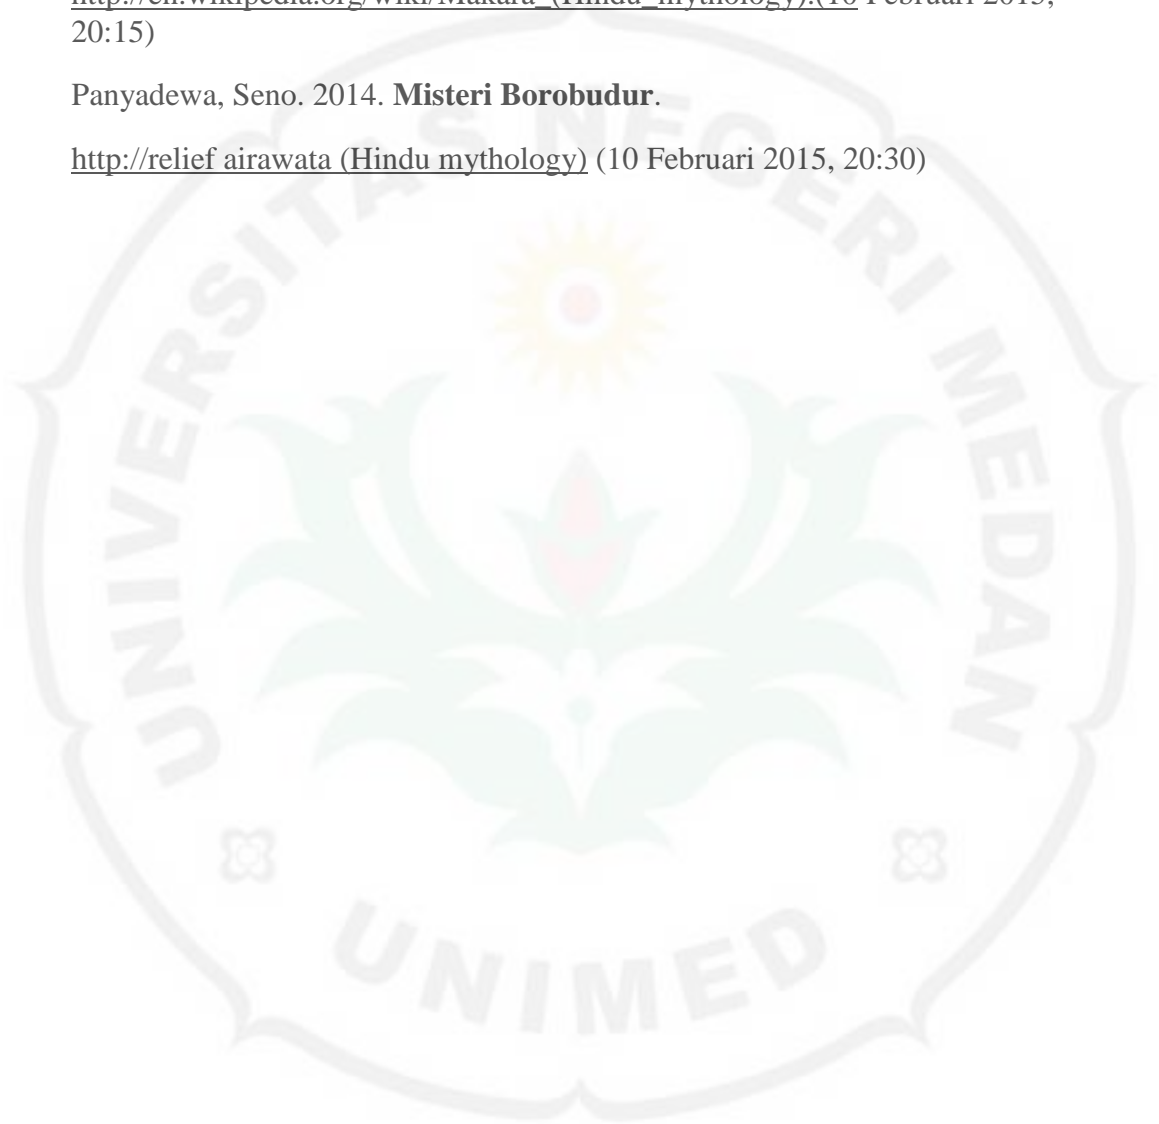 http://en.wikipedia.org/wiki/Makara_(Hindu_mythology).(10 Februari 2015,
20:15)
Panyadewa, Seno. 2014. Misteri Borobudur.
http://relief airawata (Hindu mythology) (10 Februari 2015, 20:30)
UNIVERSITAS NEGERI MEDAN
UNIMED